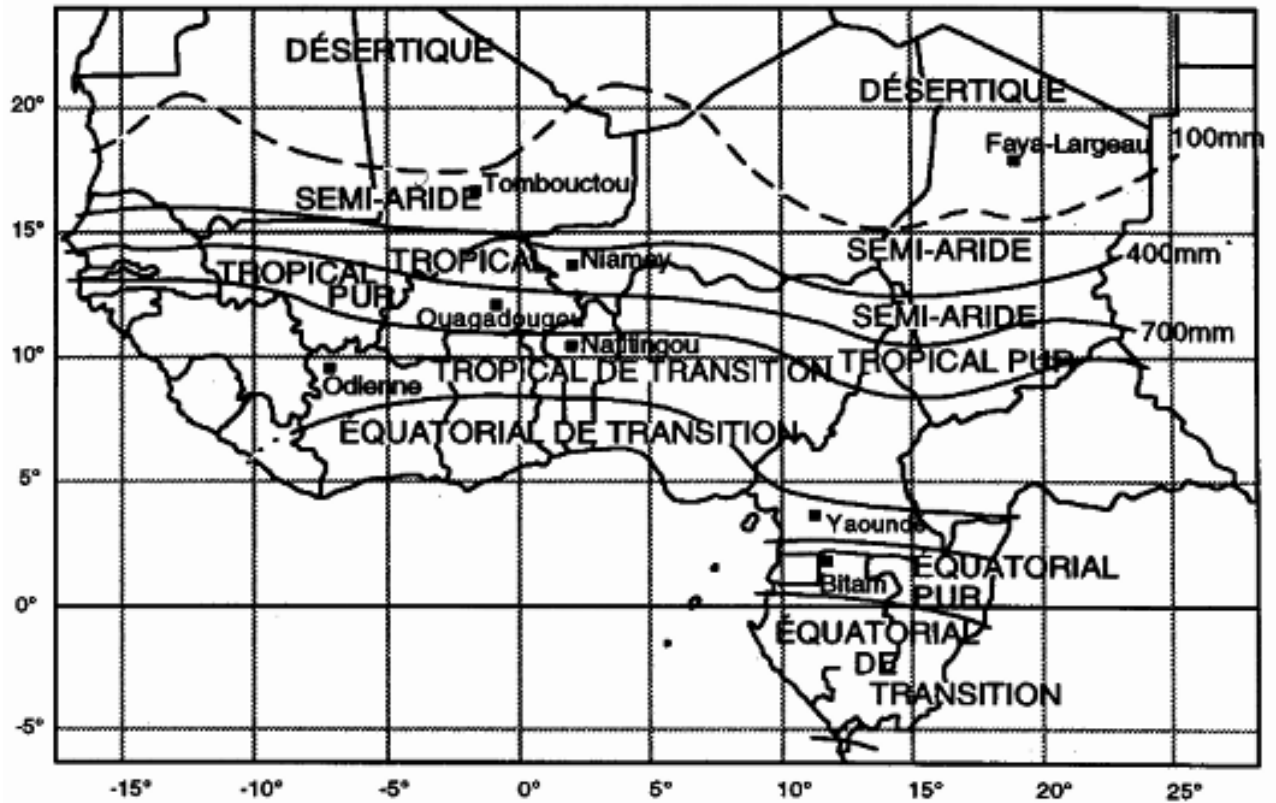 DÉSERTIQUE
DÉSERTIQUE
20°
100mm
Faya-Largeau
Tombouctou
SEMI-ARIDE
15°
SEMI-ARIDE
400mm
TROPICAL
Niamey
TROPICAL
PUR
Ouagadougou
SEMI-ARIDE
700mm
Natitingou
10°
TROPICAL PUR
TROPICAL DE TRANSITION
Odienne
ÉQUATORIAL DE TRANSITION
5°
Yaounde
ÉQUATORIAL
PUR
Bitam
0°
ÉQUATORIAL
DE
TRANSITION
-5°
-15° -10° -5° 0° 5° 10° 15° 20° 25°